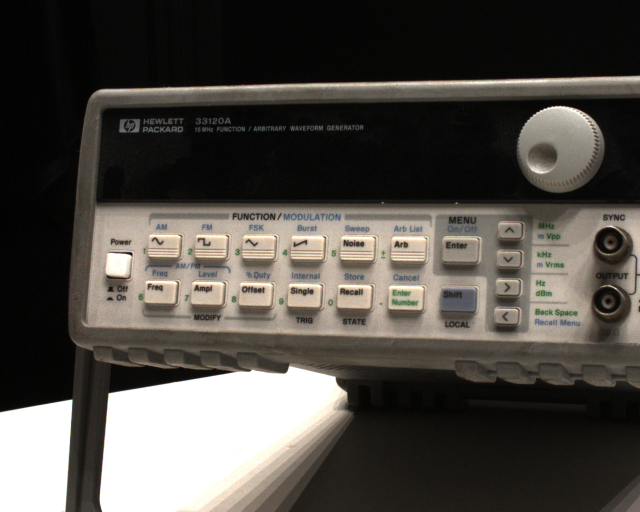 hp HEWLETT PACKARD 33120A
15 MHz FUNCTION / ARBITRARY WAVEFORM GENERATOR
FUNCTION / MODULATION
AM FM FSK Burst Sweep Arb List
MENU
On/Off
SYNC
Power
1 2 3 4 5 Noise ± Arb Enter
MHz
m Vpp
kHz
m Vrms
AM/FM
Freq Level % Duty Internal Store Cancel
OUTPUT
Off
On
6 Freq 7 Ampl 8 Offset 9 Single 0 Recall . Enter Number Shift
Hz
dBm
MODIFY TRIG STATE LOCAL
Back Space
Recall Menu